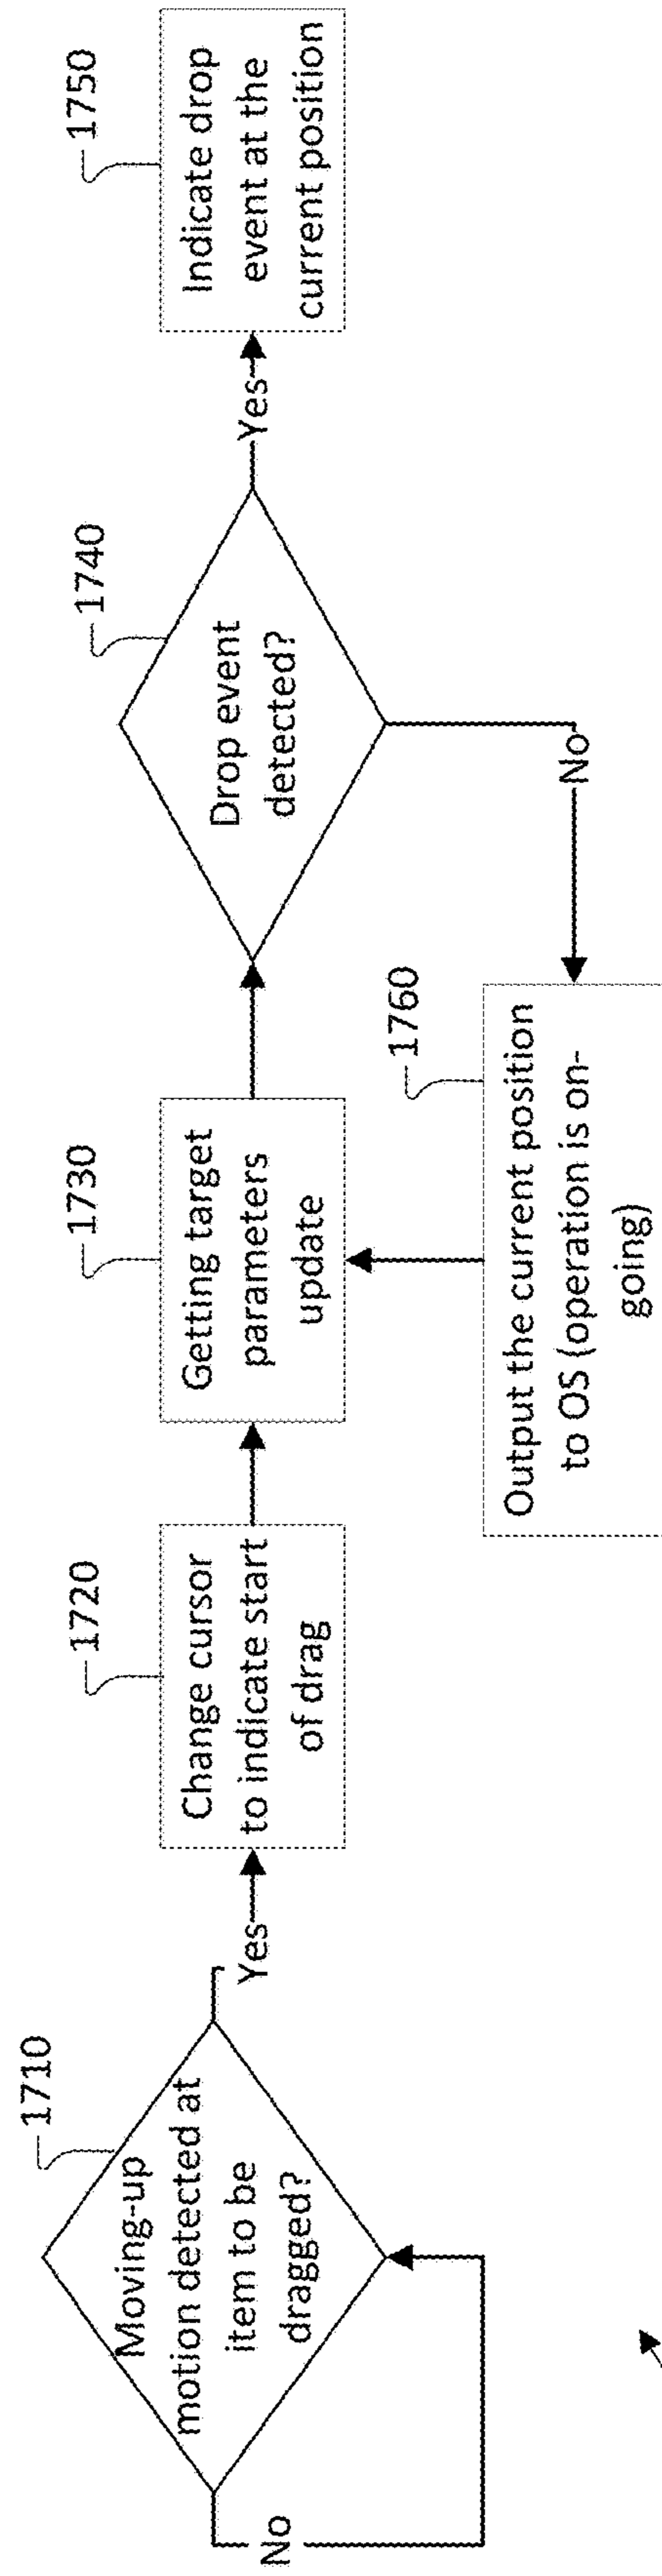 1710
Moving-up
motion detected at
item to be
dragged?
No
Yes
1720
Change cursor
to indicate start
of drag
1730
Getting target
parameters
update
1740
Drop event
detected?
Yes
1750
Indicate drop
event at the
current position
No
1760
Output the current position
to OS (operation is on-
going)